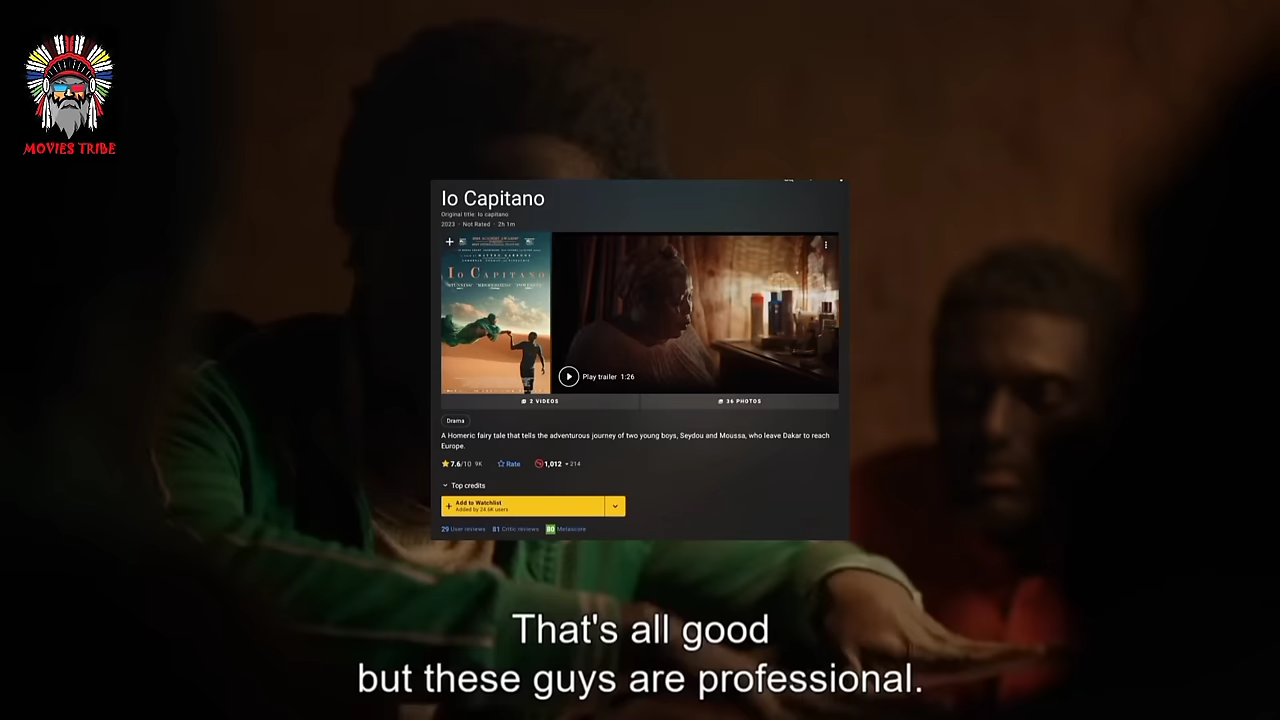 MOVIES TRIBE
Io Capitano
Original title: Io capitano
2023 · Not Rated · 2h 1m
IO CAPITANO
Play trailer 1:26
2 VIDEOS
36 PHOTOS
Drama
A Homeric fairy tale that tells the adventurous journey of two young boys, Seydou and Moussa, who leave Dakar to reach
Europe.
7.6/10 9K
Rate
1,012 214
Top credits
Add to Watchlist
Added by 24.6K users
29 User reviews 81 Critic reviews 80 Metascore
That's all good
but these guys are professional.